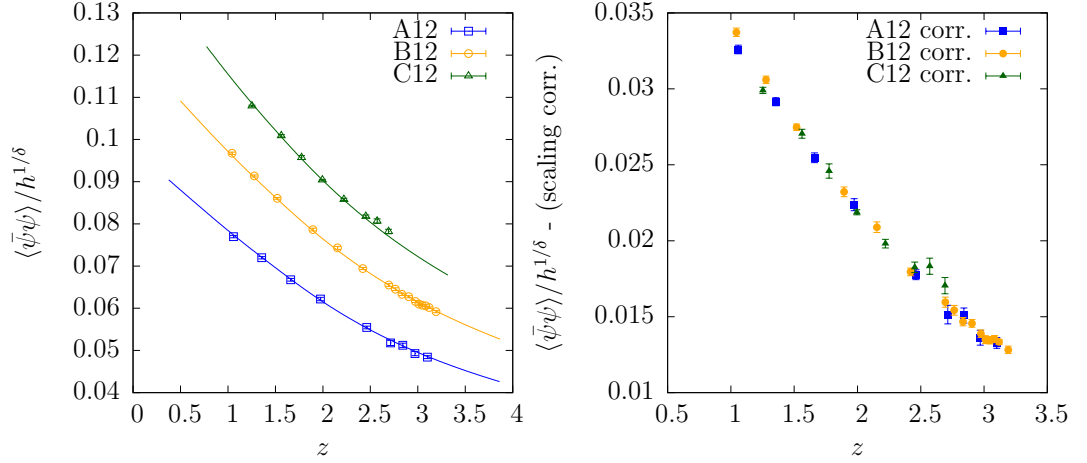 ⟨ψ̄ψ⟩/h^{1/δ}
0.13
0.12
0.11
0.1
0.09
0.08
0.07
0.06
0.05
0.04
0 0.5 1 1.5 2 2.5 3 3.5 4
z
A12
B12
C12
⟨ψ̄ψ⟩/h^{1/δ} - (scaling corr.)
0.035
0.03
0.025
0.02
0.015
0.01
0.5 1 1.5 2 2.5 3 3.5
z
A12 corr.
B12 corr.
C12 corr.